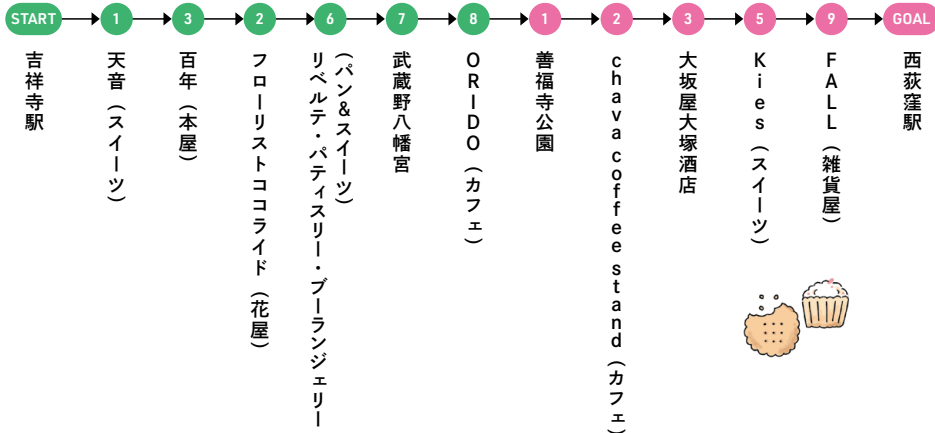 START
1
3
2
6
7
8
1
2
3
5
9
GOAL
吉祥寺駅
天音（スイーツ）
百年（本屋）
フローリストココライド（花屋）
リベルテ・パティスリー・ブーランジェリー
（パン＆スイーツ）
武蔵野八幡宮
ORIDO（カフェ）
善福寺公園
chava coffee stand（カフェ）
大坂屋大塚酒店
Kies（スイーツ）
FALL（雑貨屋）
西荻窪駅